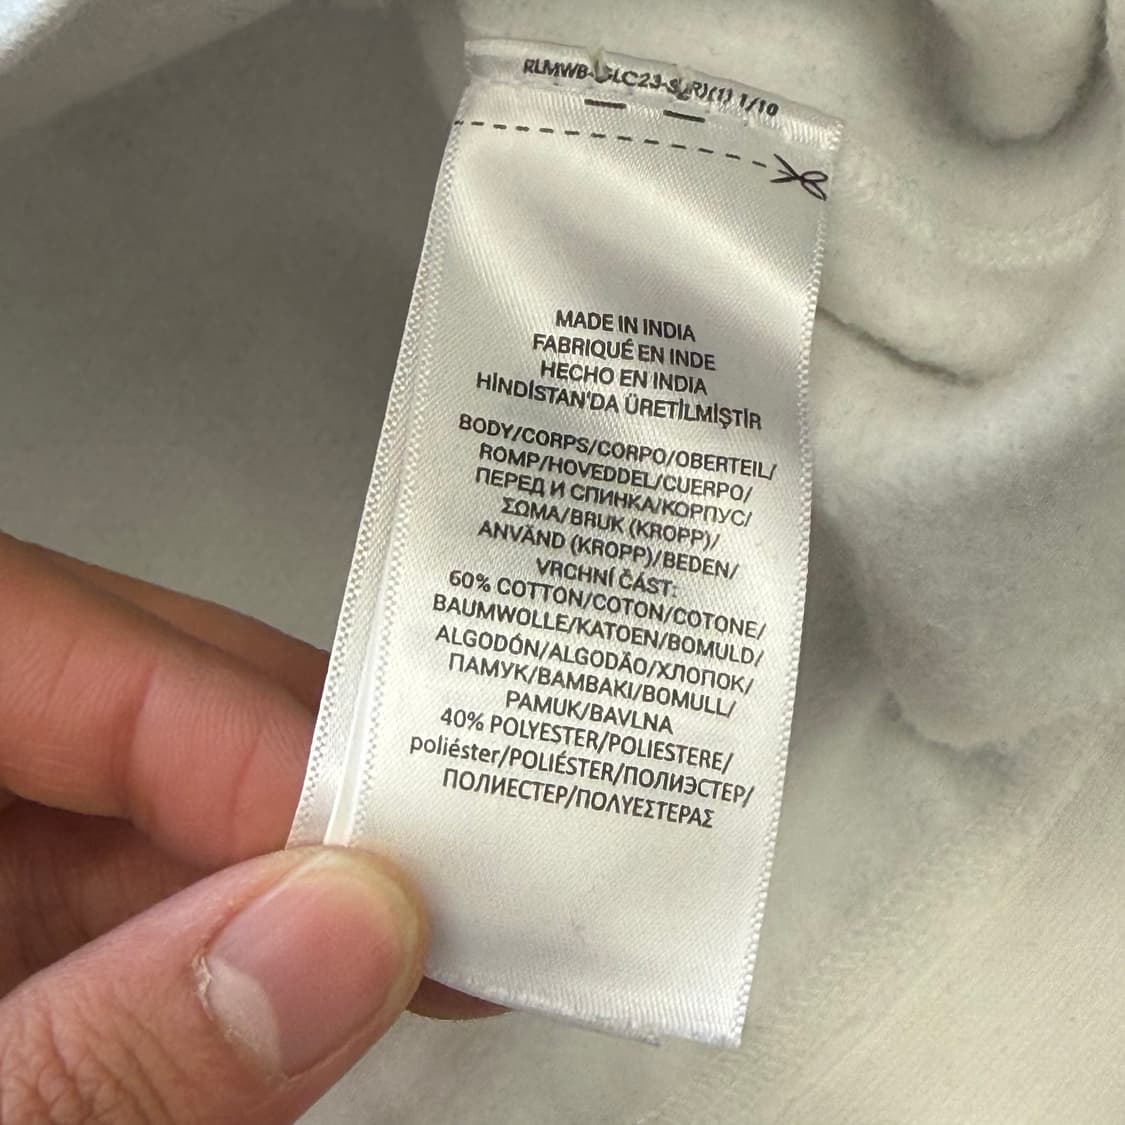 MADE IN INDIA
FABRIQUÉ EN INDE
HECHO EN INDIA
HİNDİSTAN'DA ÜRETİLMİŞTİR
BODY/CORPS/CORPO/OBERTEIL/
ROMP/HOVEDDEL/CUERPO/
ПЕРЕД И СПИНКА/КОРПУС/
ΣΩΜΑ/BRUK (KROPP)/
ANVÄND (KROPP)/BEDEN/
VRCHNÍ ČÁST:
60% COTTON/COTON/COTONE/
BAUMWOLLE/KATOEN/BOMULD/
ALGODÓN/ALGODÃO/ХЛОПОК/
ПАМУК/ΒΑΜΒΑΚΙ/BOMULL/
PAMUK/BAVLNA
40% POLYESTER/POLIESTERE/
poliéster/POLIÉSTER/ПОЛИЭСТЕР/
ПОЛИЕСТЕР/ΠΟΛΥΕΣΤΕΡΑΣ